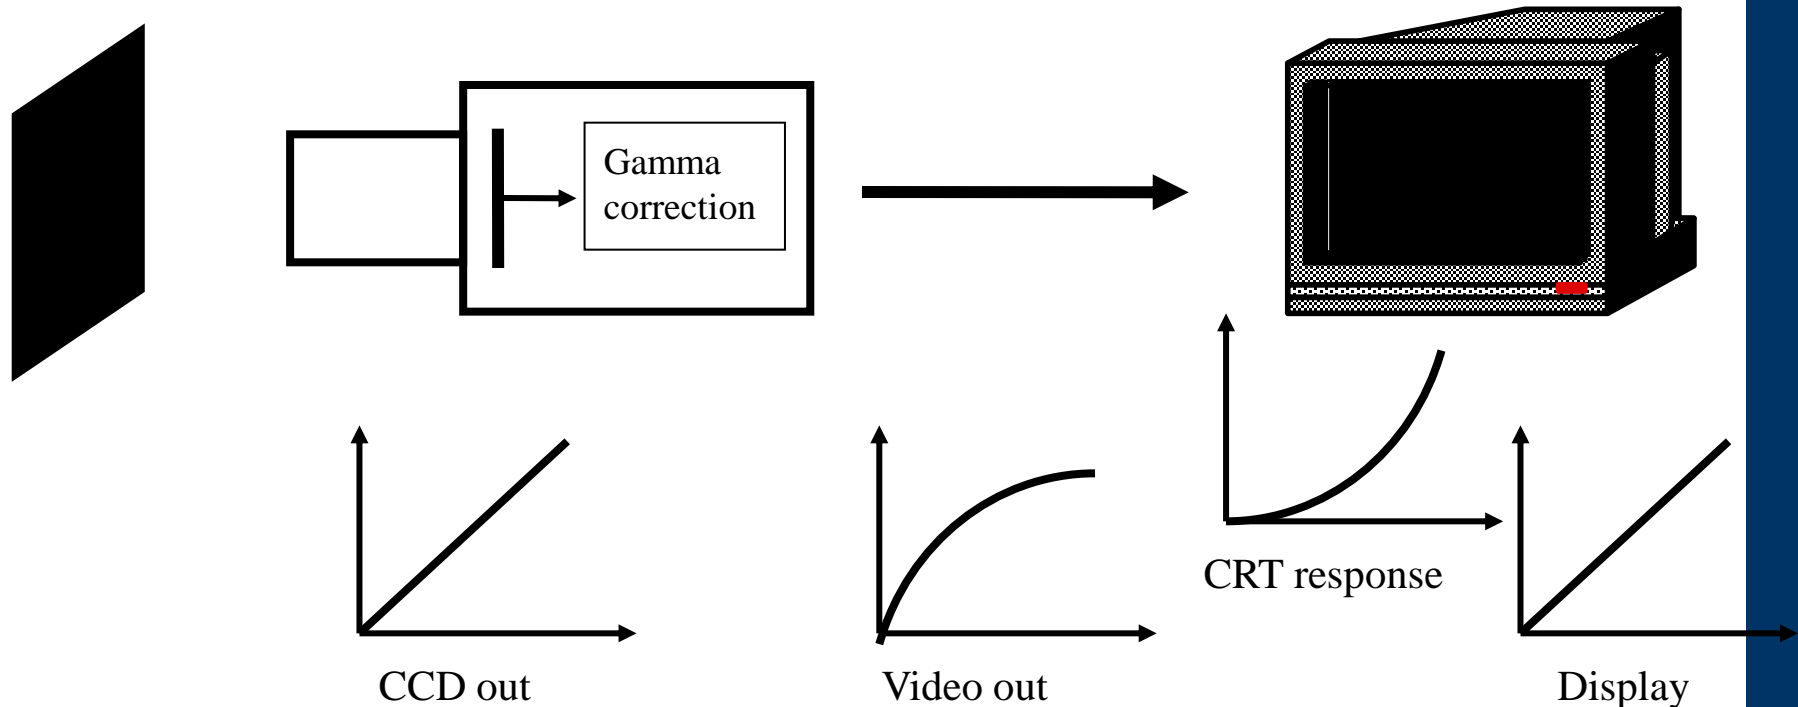 Gamma
correction
CRT response
CCD out
Video out
Display